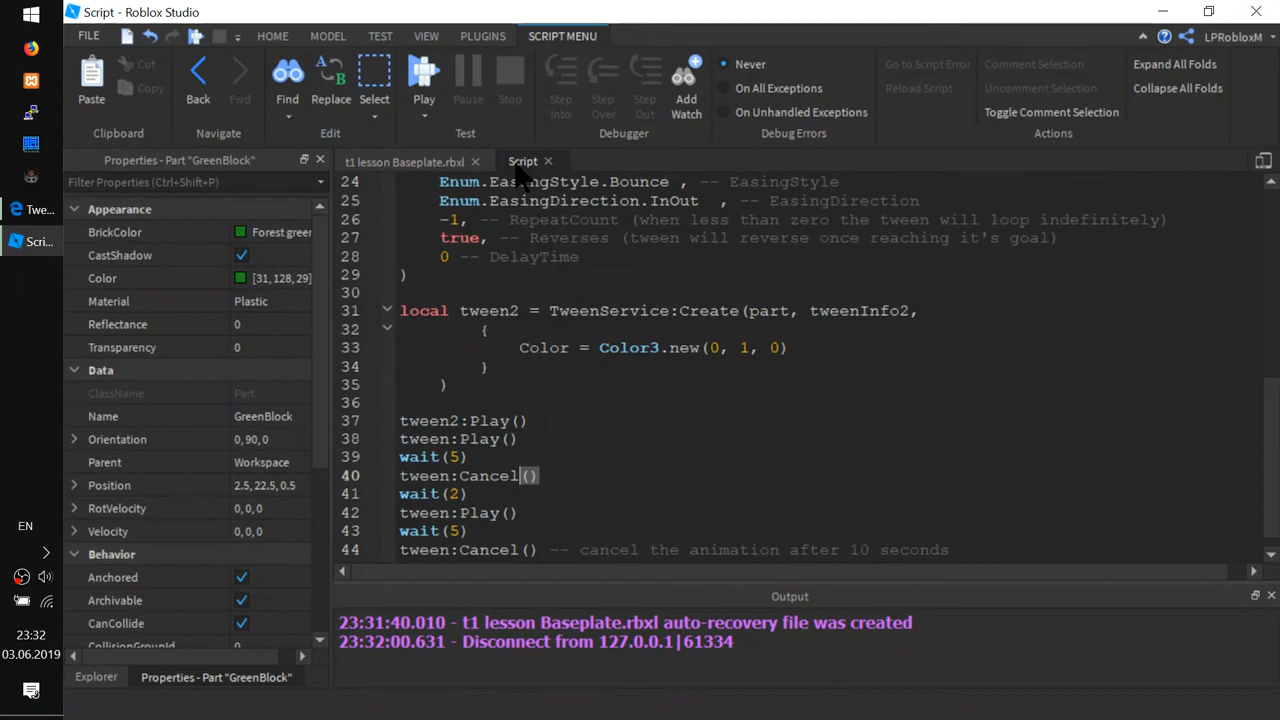 Script - Roblox Studio
FILE HOME MODEL TEST VIEW PLUGINS SCRIPT MENU LPRobloxM
Paste Cut Copy
Back Fwd
Find Replace Select
Play Pause Stop
Step Into Step Over Step Out Add Watch
Never
On All Exceptions
On Unhandled Exceptions
Go to Script Error
Reload Script
Comment Selection
Uncomment Selection
Toggle Comment Selection
Expand All Folds
Collapse All Folds
Clipboard Navigate Edit Test Debugger Debug Errors Actions
Properties - Part "GreenBlock"
t1 lesson Baseplate.rbxl Script
Filter Properties (Ctrl+Shift+P)
Appearance
BrickColor Forest green
CastShadow
Color [31, 128, 29]
Material Plastic
Reflectance 0
Transparency 0
Data
ClassName Part
Name GreenBlock
Orientation 0, 90, 0
Parent Workspace
Position 2.5, 22.5, 0.5
RotVelocity 0, 0, 0
Velocity 0, 0, 0
Behavior
Anchored
Archivable
CanCollide
CollisionGroupId 0
Explorer Properties - Part "GreenBlock"
24 Enum.EasingStyle.Bounce , -- EasingStyle
25 Enum.EasingDirection.InOut , -- EasingDirection
26 -1, -- RepeatCount (when less than zero the tween will loop indefinitely)
27 true, -- Reverses (tween will reverse once reaching it's goal)
28 0 -- DelayTime
29 )
30
31 local tween2 = TweenService:Create(part, tweenInfo2,
32 {
33 Color = Color3.new(0, 1, 0)
34 }
35 )
36
37 tween2:Play()
38 tween:Play()
39 wait(5)
40 tween:Cancel()
41 wait(2)
42 tween:Play()
43 wait(5)
44 tween:Cancel() -- cancel the animation after 10 seconds
Output
23:31:40.010 - t1 lesson Baseplate.rbxl auto-recovery file was created
23:32:00.631 - Disconnect from 127.0.0.1|61334
Twe...
Scri...
EN
23:32
03.06.2019